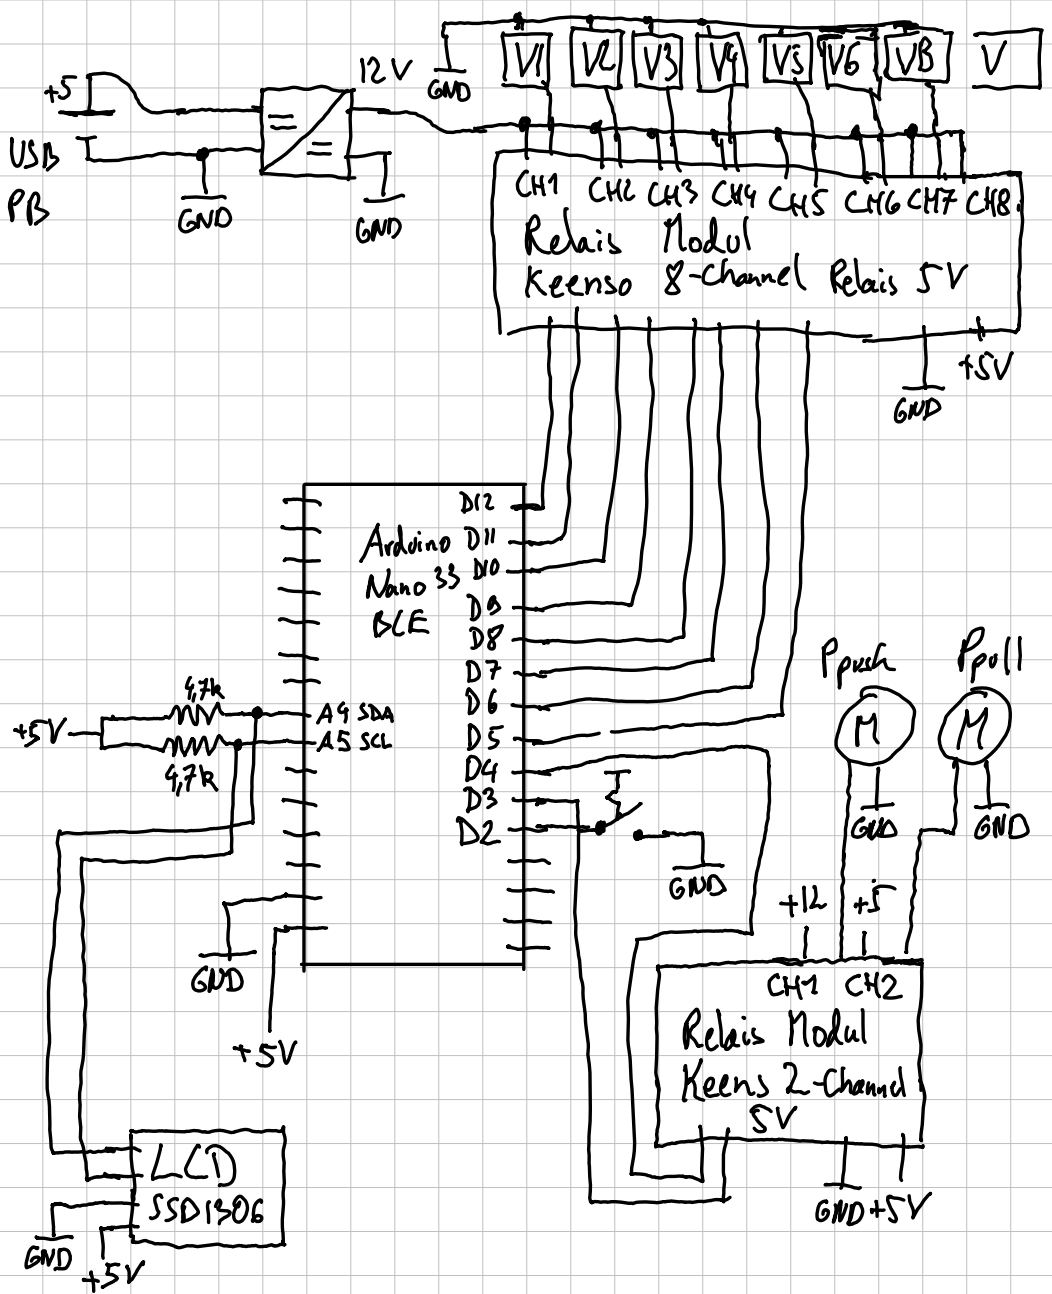 V1 V2 V3 V4 V5 V6 VB V
12V
GND
+5
USB
PB
GND
GND
CH1 CH2 CH3 CH4 CH5 CH6 CH7 CH8
Relais Modul
Keenso 8-Channel Relais 5V
+5V
GND
Arduino
Nano 33
BLE
D12
D11
D10
D9
D8
D7
D6
D5
D4
D3
D2
4,7k
+5V
4,7k
A4 SDA
A5 SCL
GND
+5V
GND
Ppush Ppull
M M
GND GND
+12 +5
CH1 CH2
Relais Modul
Keens 2-Channel
5V
GND +5V
LCD
SSD1306
GND
+5V